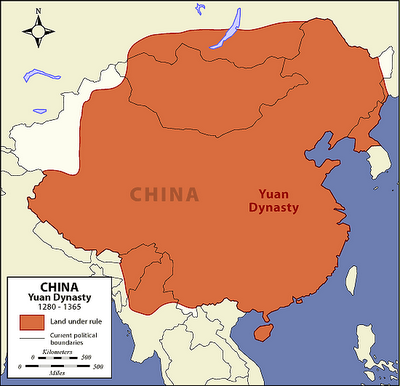 N
CHINA
Yuan
Dynasty
CHINA
Yuan Dynasty
1280 - 1365
Land under rule
Current political
boundaries
Kilometers
0 500
0 500
Miles